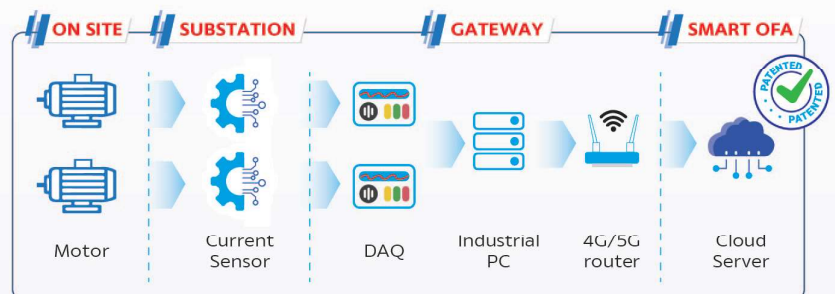 ON SITE
SUBSTATION
GATEWAY
SMART OFA
PATENTED
PATENTED
Motor
Current
Sensor
DAQ
Industrial
PC
4G/5G
router
Cloud
Server